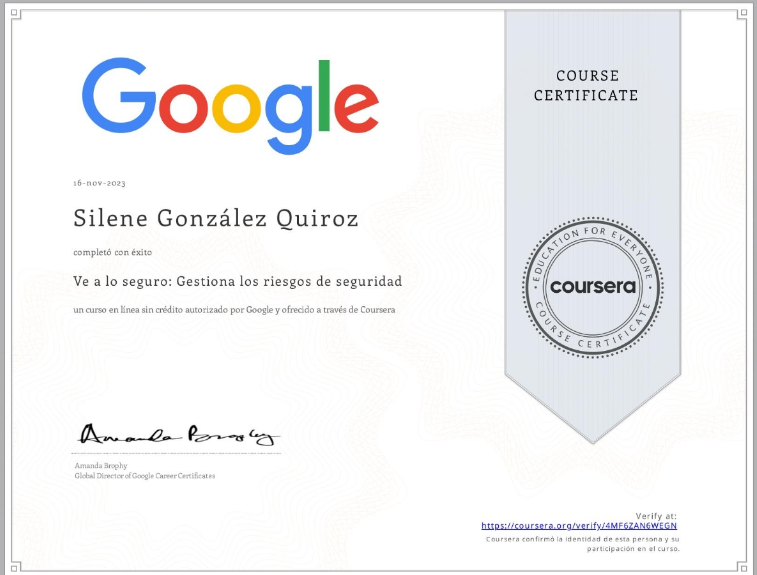 Google
COURSE
CERTIFICATE
16-nov-2023
Silene González Quiroz
completó con éxito
Ve a lo seguro: Gestiona los riesgos de seguridad
un curso en línea sin crédito autorizado por Google y ofrecido a través de Coursera
EDUCATION FOR EVERYONE
coursera
COURSE CERTIFICATE
Amanda Brophy
Amanda Brophy
Global Director of Google Career Certificates
Verify at:
https://coursera.org/verify/4MF6ZAN6WEGN
Coursera confirmó la identidad de esta persona y su
participación en el curso.